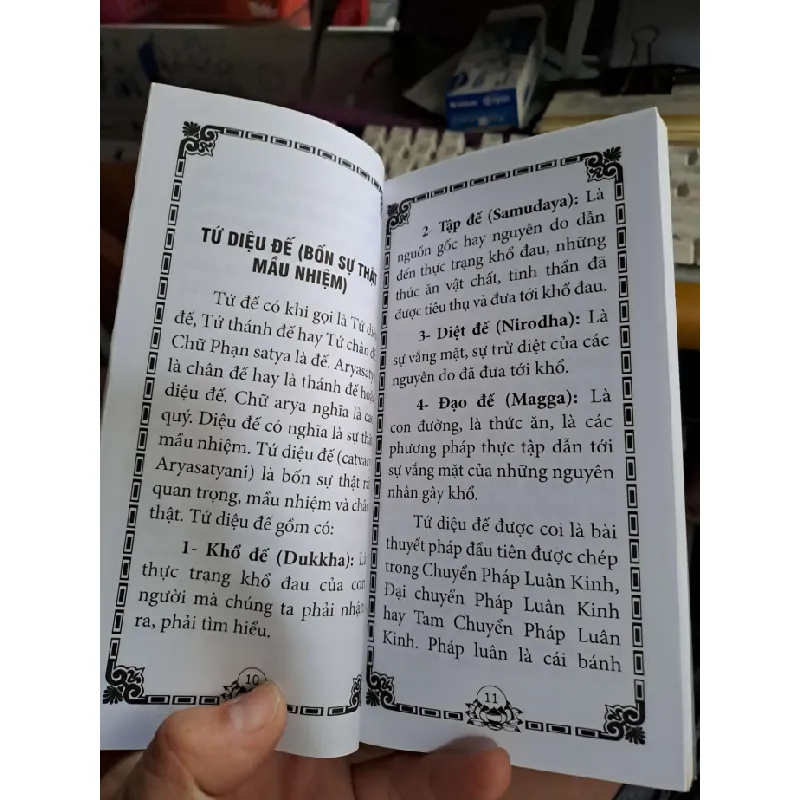 TỨ DIỆU ĐẾ (BỐN SỰ THẬT
MẦU NHIỆM)
Tứ đế có khi gọi là Tứ
đế, Tứ thánh đế hay Tứ chân
Chữ Phạn satya là đế.
là chân đế hay là thánh đế
diệu đế. Chữ arya nghĩa là cao
quý. Diệu đế có nghĩa là sự
mầu nhiệm. Tứ diệu đế
Aryasatyani) là bốn sự thật
quan trọng, mầu nhiệm và
thật. Tứ diệu đế gồm có:
1- Khổ đế (Dukkha): Là
thực trạng khổ đau của con
người mà chúng ta phải nhận
ra, phải tìm hiểu.
10
2- Tập đế (Samudaya): Là
nguồn gốc hay nguyên do dẫn
đến thực trạng khổ đau, những
thức ăn vật chất, tinh thần đã
được tiêu thụ và đưa tới khổ đau.
3- Diệt đế (Nirodha): Là
sự vắng mặt, sự trừ diệt của các
nguyên do đã đưa tới khổ.
4- Đạo đế (Magga): Là
con đường, là thức ăn, là các
phương pháp thực tập dẫn tới
sự vắng mặt của những nguyên
nhân gây khổ.
Tứ diệu đế được coi là bài
thuyết pháp đầu tiên được chép
trong Chuyển Pháp Luân Kinh,
Đại chuyển Pháp Luân Kinh
hay Tam Chuyển Pháp Luân
Kinh. Pháp luân là cái bánh
11